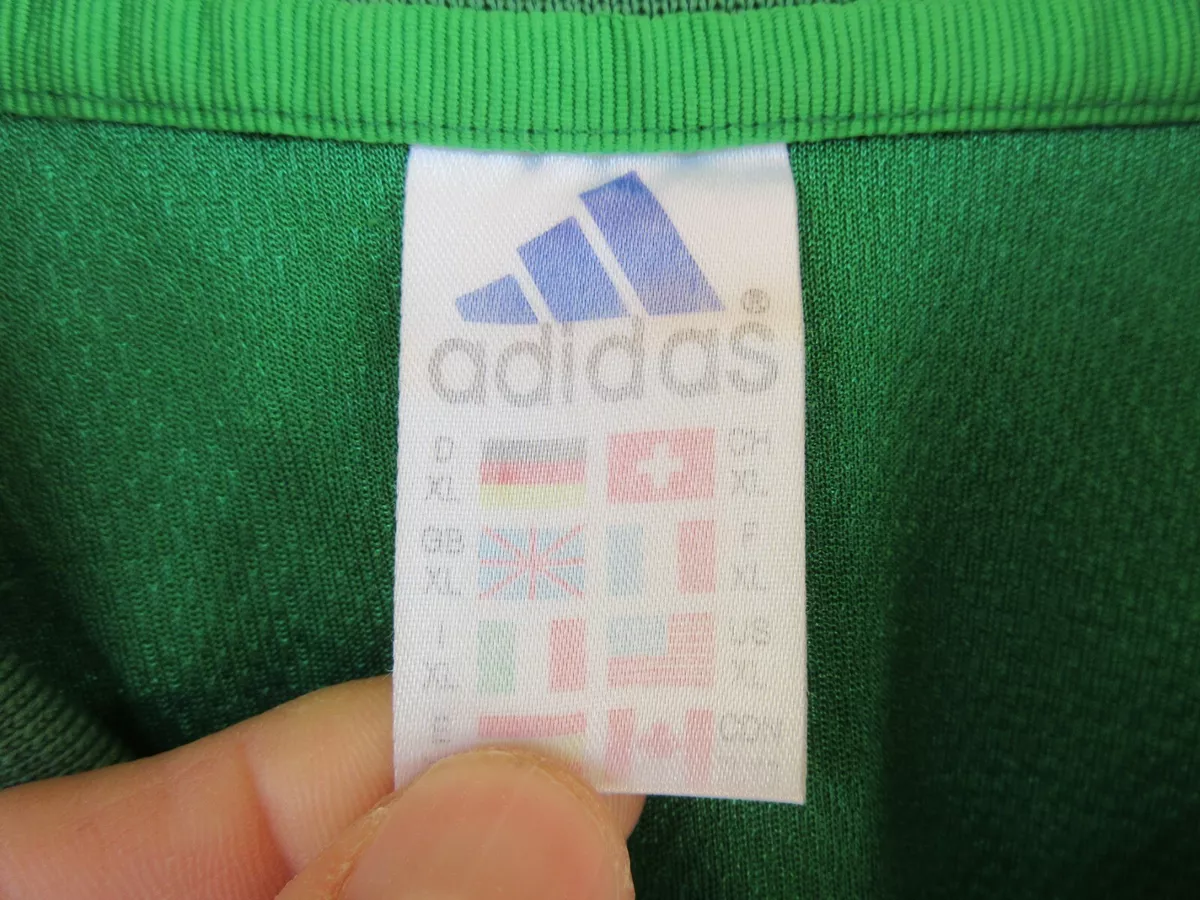 adidas®
D CH
XL XL
GB F
XL XL
I US
XL XL
E CDN